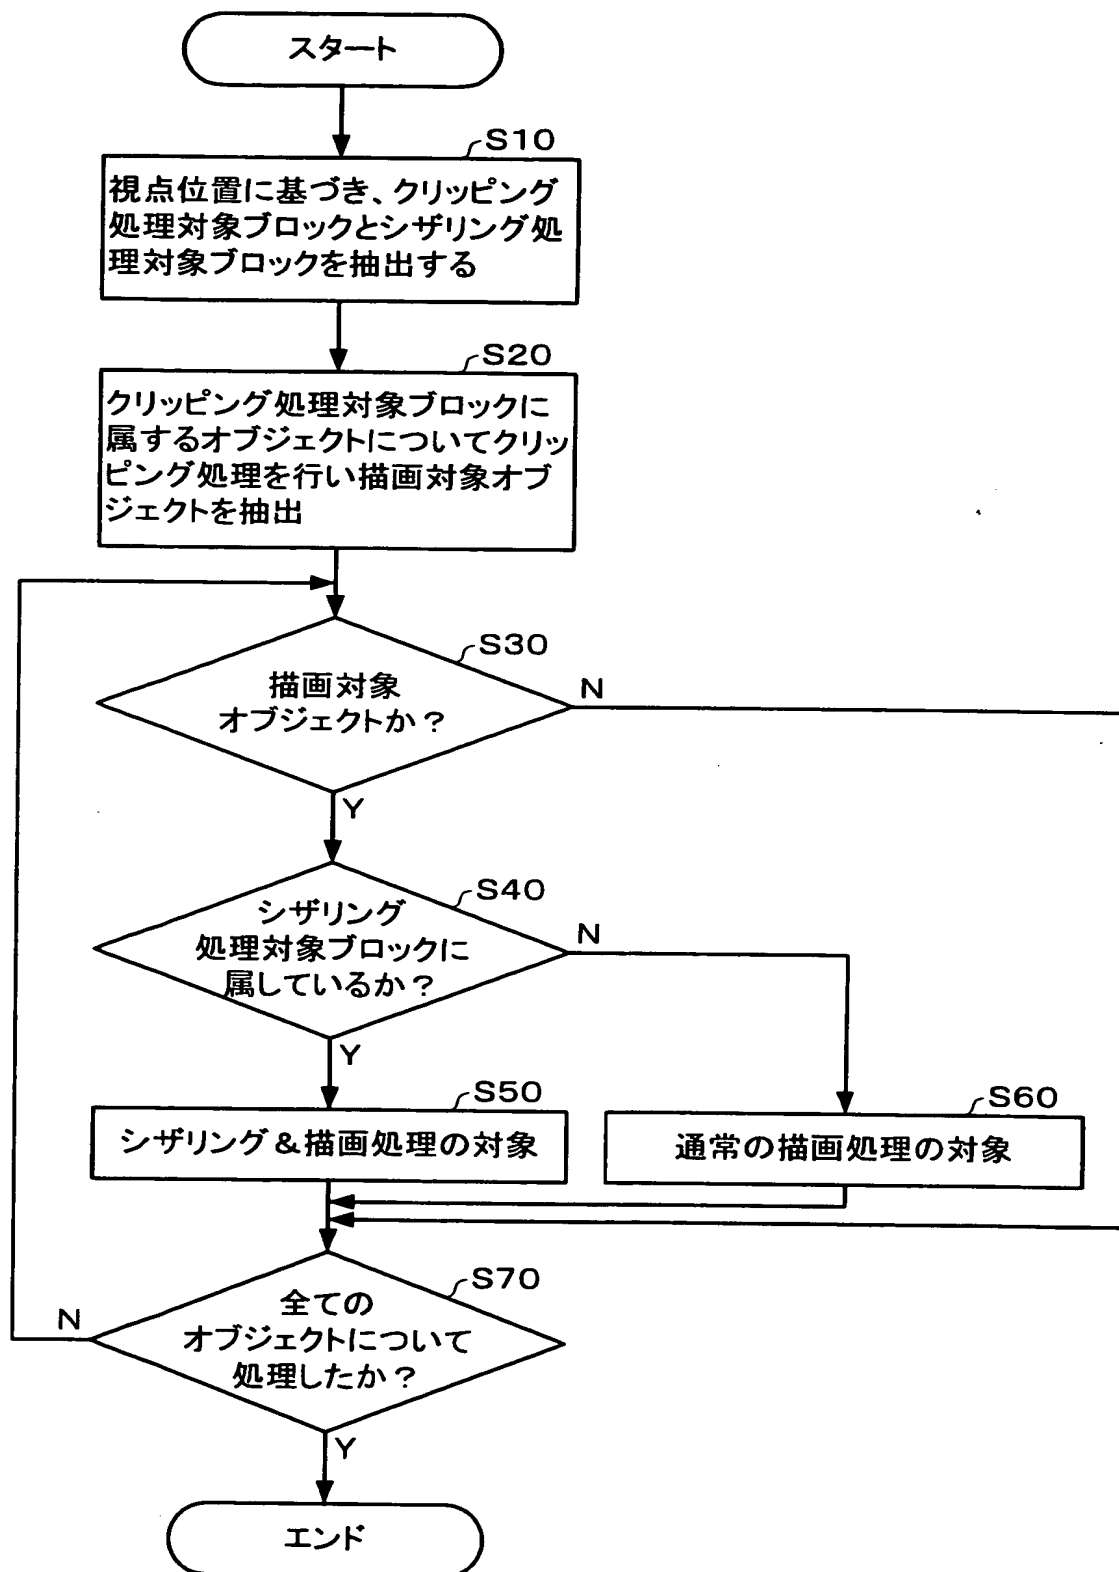 スタート
S10
視点位置に基づき、クリッピング
処理対象ブロックとシザリング処
理対象ブロックを抽出する
S20
クリッピング処理対象ブロックに
属するオブジェクトについてクリッ
ピング処理を行い描画対象オブ
ジェクトを抽出
S30
描画対象
オブジェクトか？
N
Y
S40
シザリング
処理対象ブロックに
属しているか？
N
Y
S50
シザリング＆描画処理の対象
S60
通常の描画処理の対象
S70
全ての
オブジェクトについて
処理したか？
N
Y
エンド